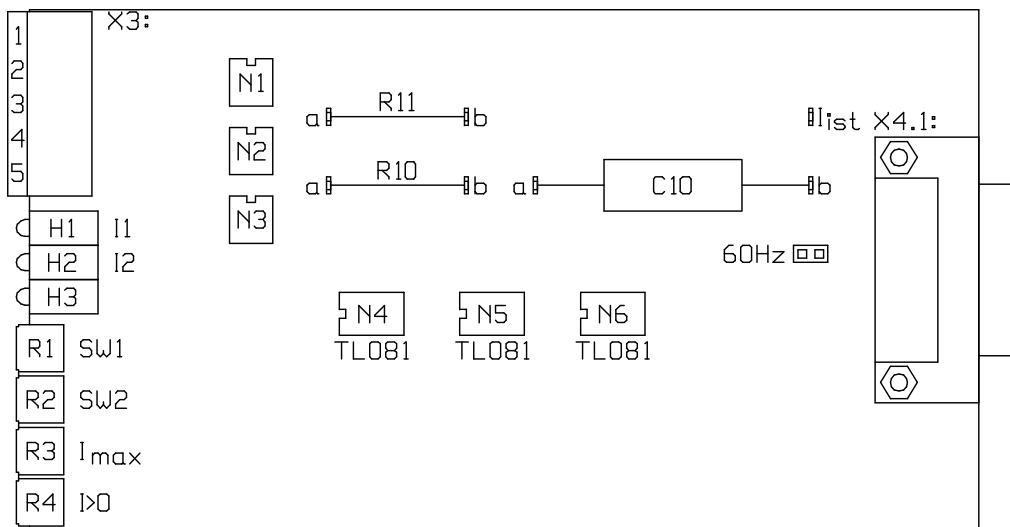 X3:
1
2
3
4
5
N1
N2
N3
a R11 b
a R10 b
a C10 b
Iist X4.1:
H1 I1
H2 I2
H3
60Hz
N4 N5 N6
TL081 TL081 TL081
R1 SW1
R2 SW2
R3 Imax
R4 I>0